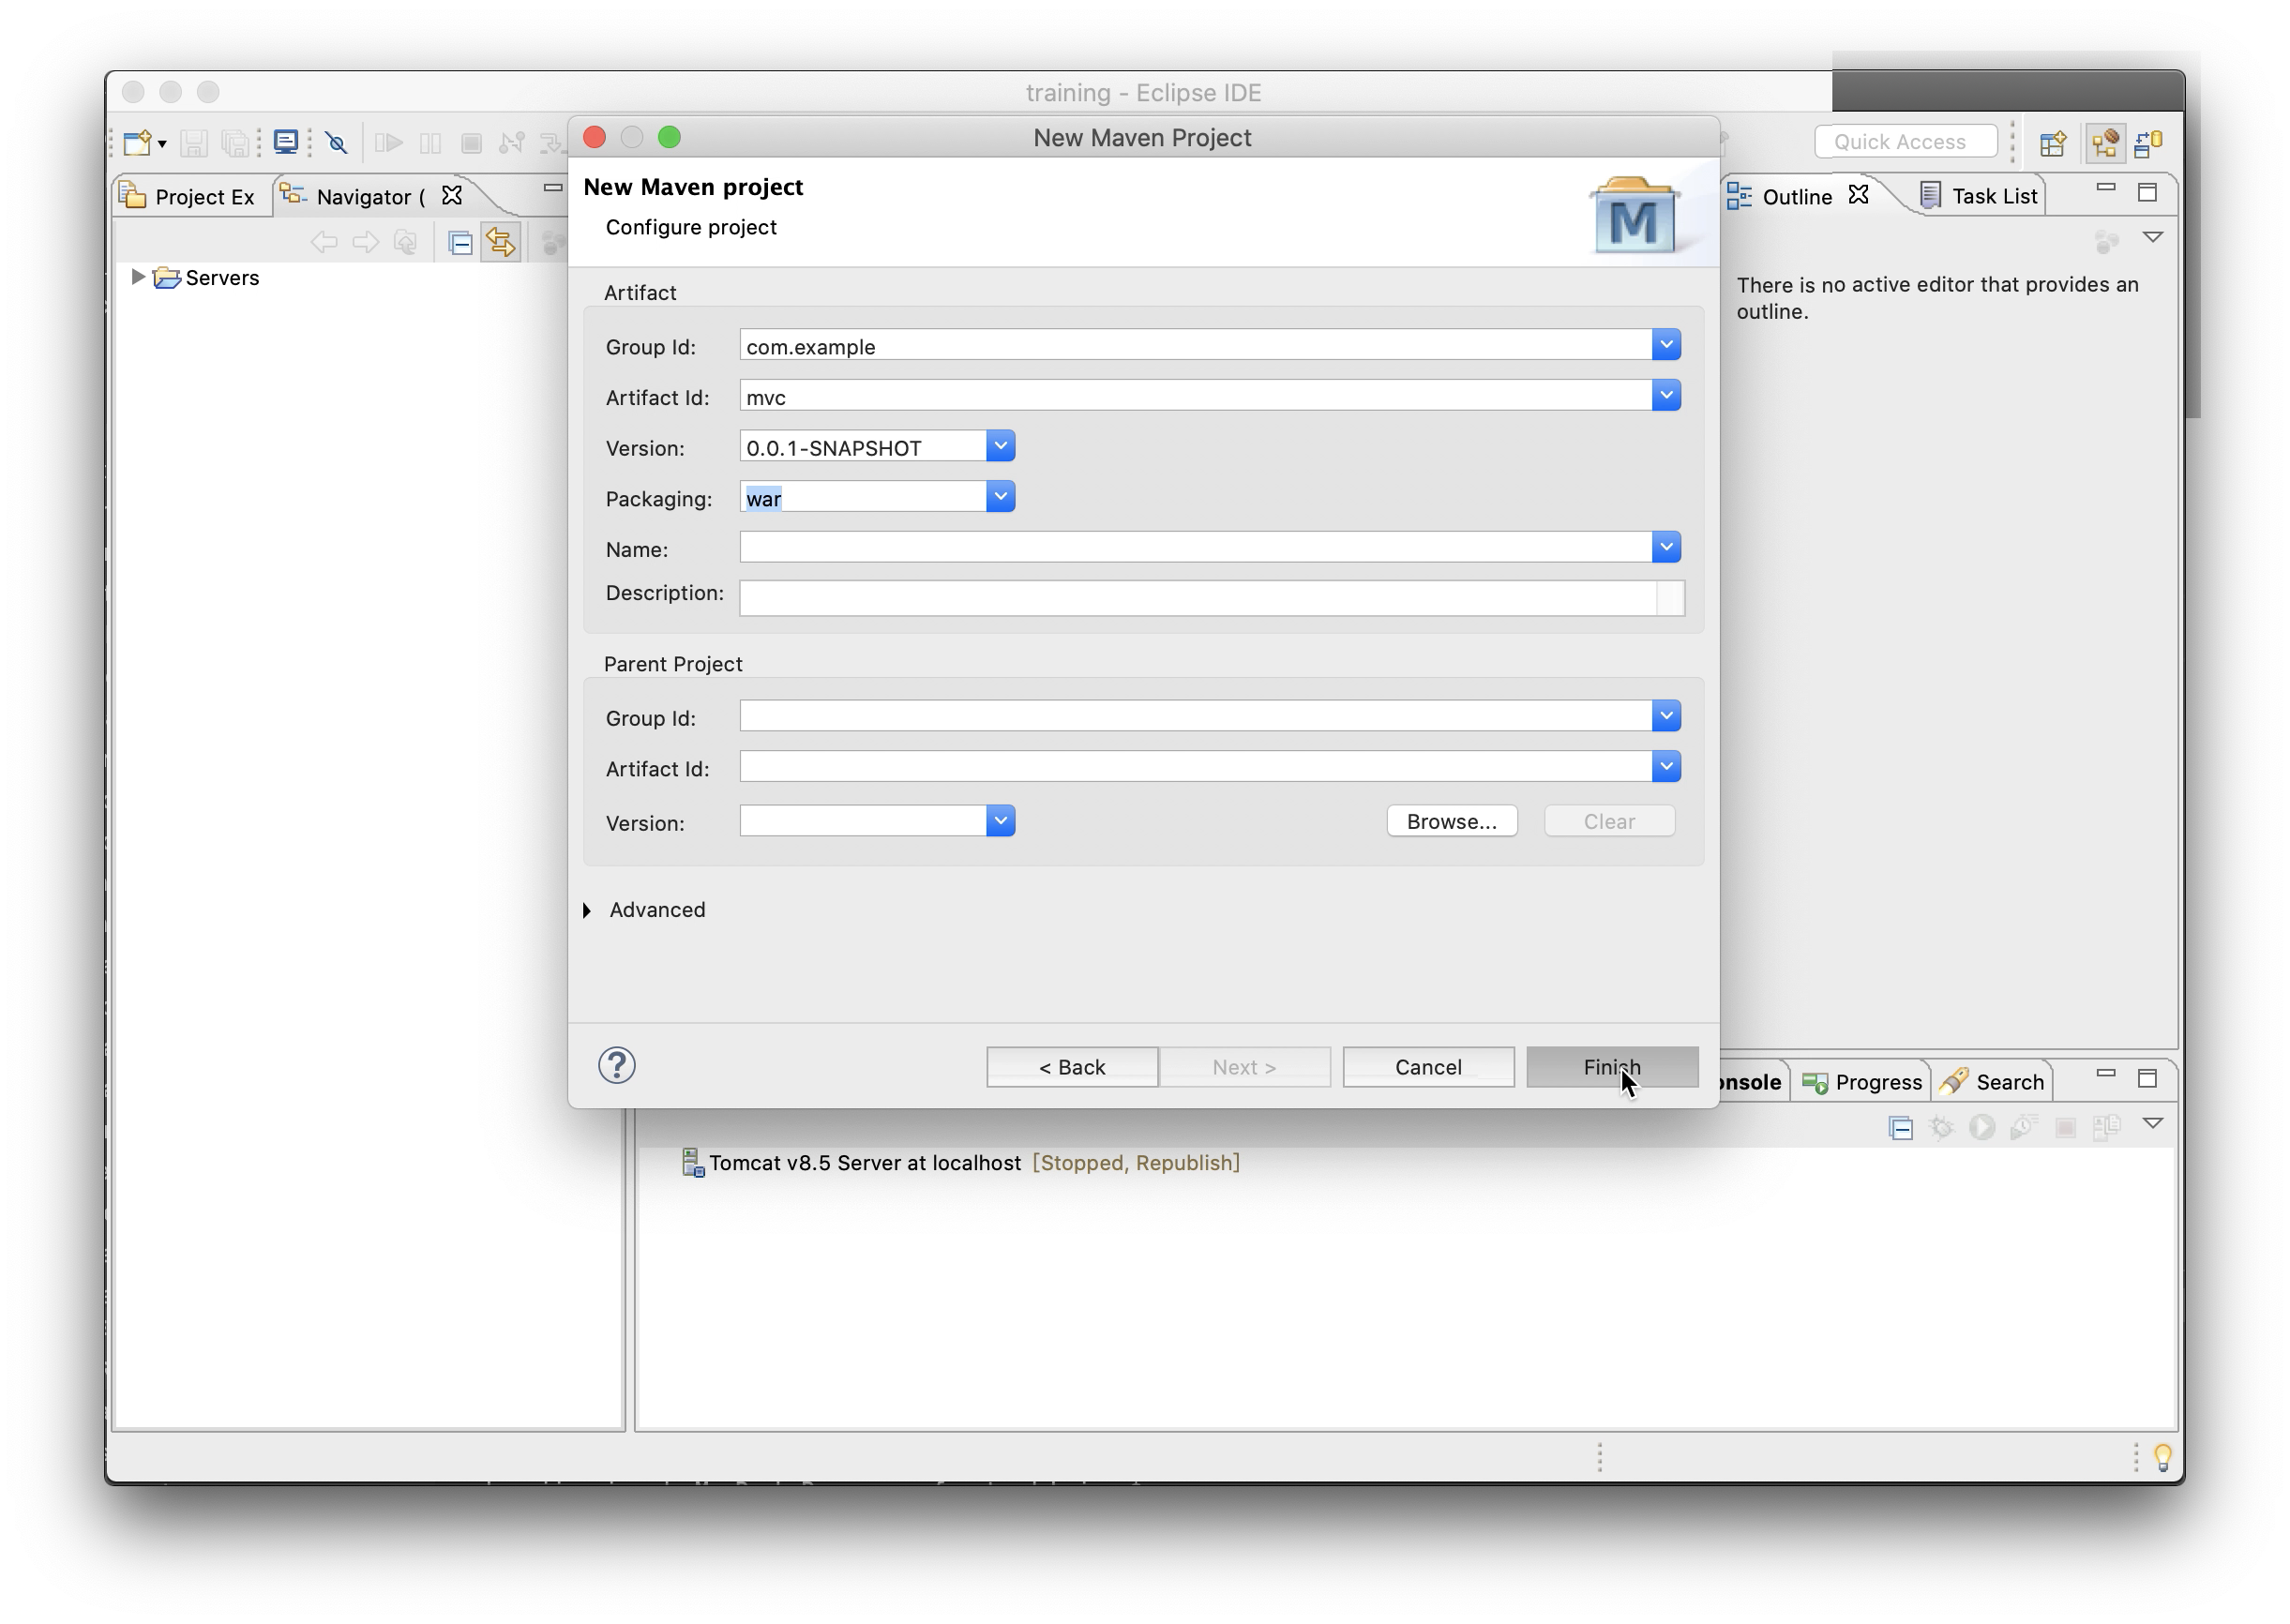 training - Eclipse IDE
New Maven Project
Quick Access
Project Ex
Navigator (
New Maven project
Configure project
M
Outline
Task List
Servers
There is no active editor that provides an
outline.
Artifact
Group Id: com.example
Artifact Id: mvc
Version: 0.0.1-SNAPSHOT
Packaging: war
Name:
Description:
Parent Project
Group Id:
Artifact Id:
Version:
Browse...
Clear
Advanced
?
< Back
Next >
Cancel
Finish
onsole
Progress
Search
Tomcat v8.5 Server at localhost [Stopped, Republish]